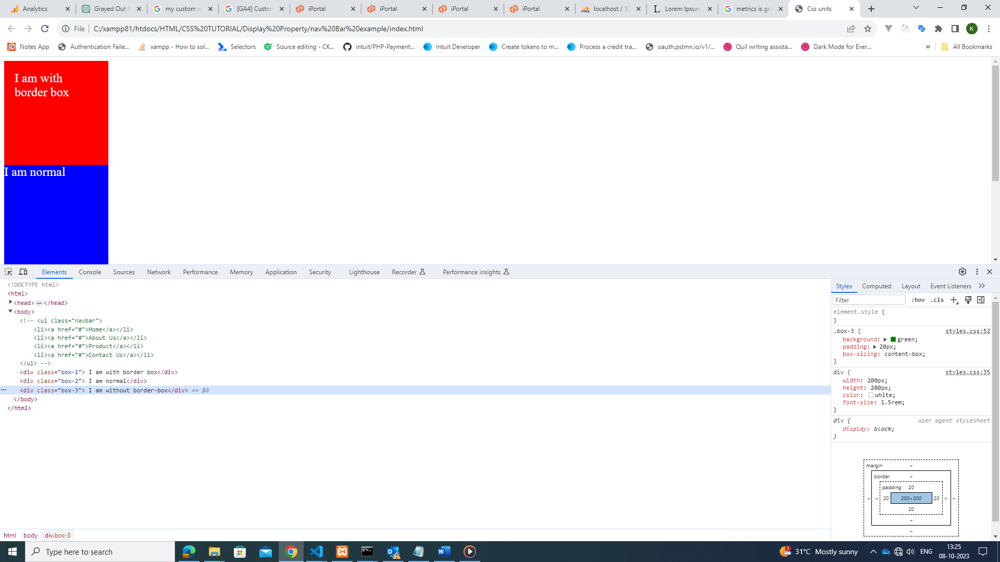 Analytics
Grayed Out M
my custom m
[GA4] Custom
iPortal
iPortal
iPortal
iPortal
localhost / 12
Lorem Ipsum
metrics is gra
Css units
File
C:/xampp81/htdocs/HTML/CSS%20TUTORIAL/Display%20Property/nav%20Bar%20example/index.html
K
Notes App
Authentication Faile...
xampp - How to sol...
Selectors
Source editing - CK...
intuit/PHP-Payment...
Intuit Developer
Create tokens to m...
Process a credit tra...
oauth.pstmn.io/v1/...
Quil writing assista...
Dark Mode for Ever...
»
All Bookmarks
I am with
border box
I am normal
Elements
Console
Sources
Network
Performance
Memory
Application
Security
Lighthouse
Recorder
Performance insights
<!DOCTYPE html>
<html>
<head>
</head>
<body>
<!-- <ul class="navbar">
<li><a href="#">Home</a></li>
<li><a href="#">About Us</a></li>
<li><a href="#">Product</a></li>
<li><a href="#">Contact Us</a></li>
</ul> -->
<div class="box-1"> I am with border box</div>
<div class="box-2"> I am normal</div>
<div class="box-3"> I am without border-box</div> == $0
</body>
</html>
html
body
div.box-3
Styles
Computed
Layout
Event Listeners
Filter
:hov
.cls
element.style {
}
.box-3 {
styles.css:52
background: green;
padding: 20px;
box-sizing: content-box;
}
div {
styles.css:35
width: 200px;
height: 200px;
color: white;
font-size: 1.5rem;
}
div {
user agent stylesheet
display: block;
}
margin
–
border
–
padding
20
–
–
20
200×200
20
–
–
20
–
–
Type here to search
1
31°C Mostly sunny
ENG
13:25
08-10-2023